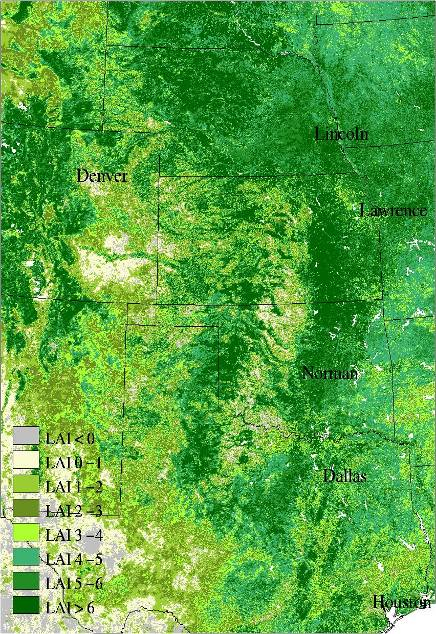 Lincoln
Denver
Lawrence
Norman
LAI < 0
LAI 0 - 1
LAI 1 - 2
Dallas
LAI 2 - 3
LAI 3 - 4
LAI 4 - 5
LAI 5 - 6
LAI > 6
Houston